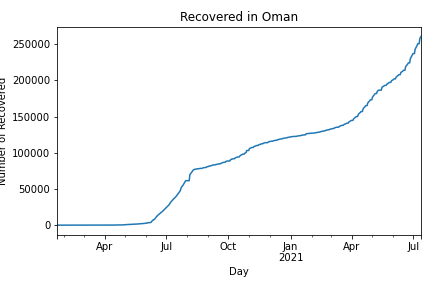 Recovered in Oman
Number of Recovered
250000
200000
150000
100000
50000
0
Apr
Jul
Oct
Jan
2021
Apr
Jul
Day